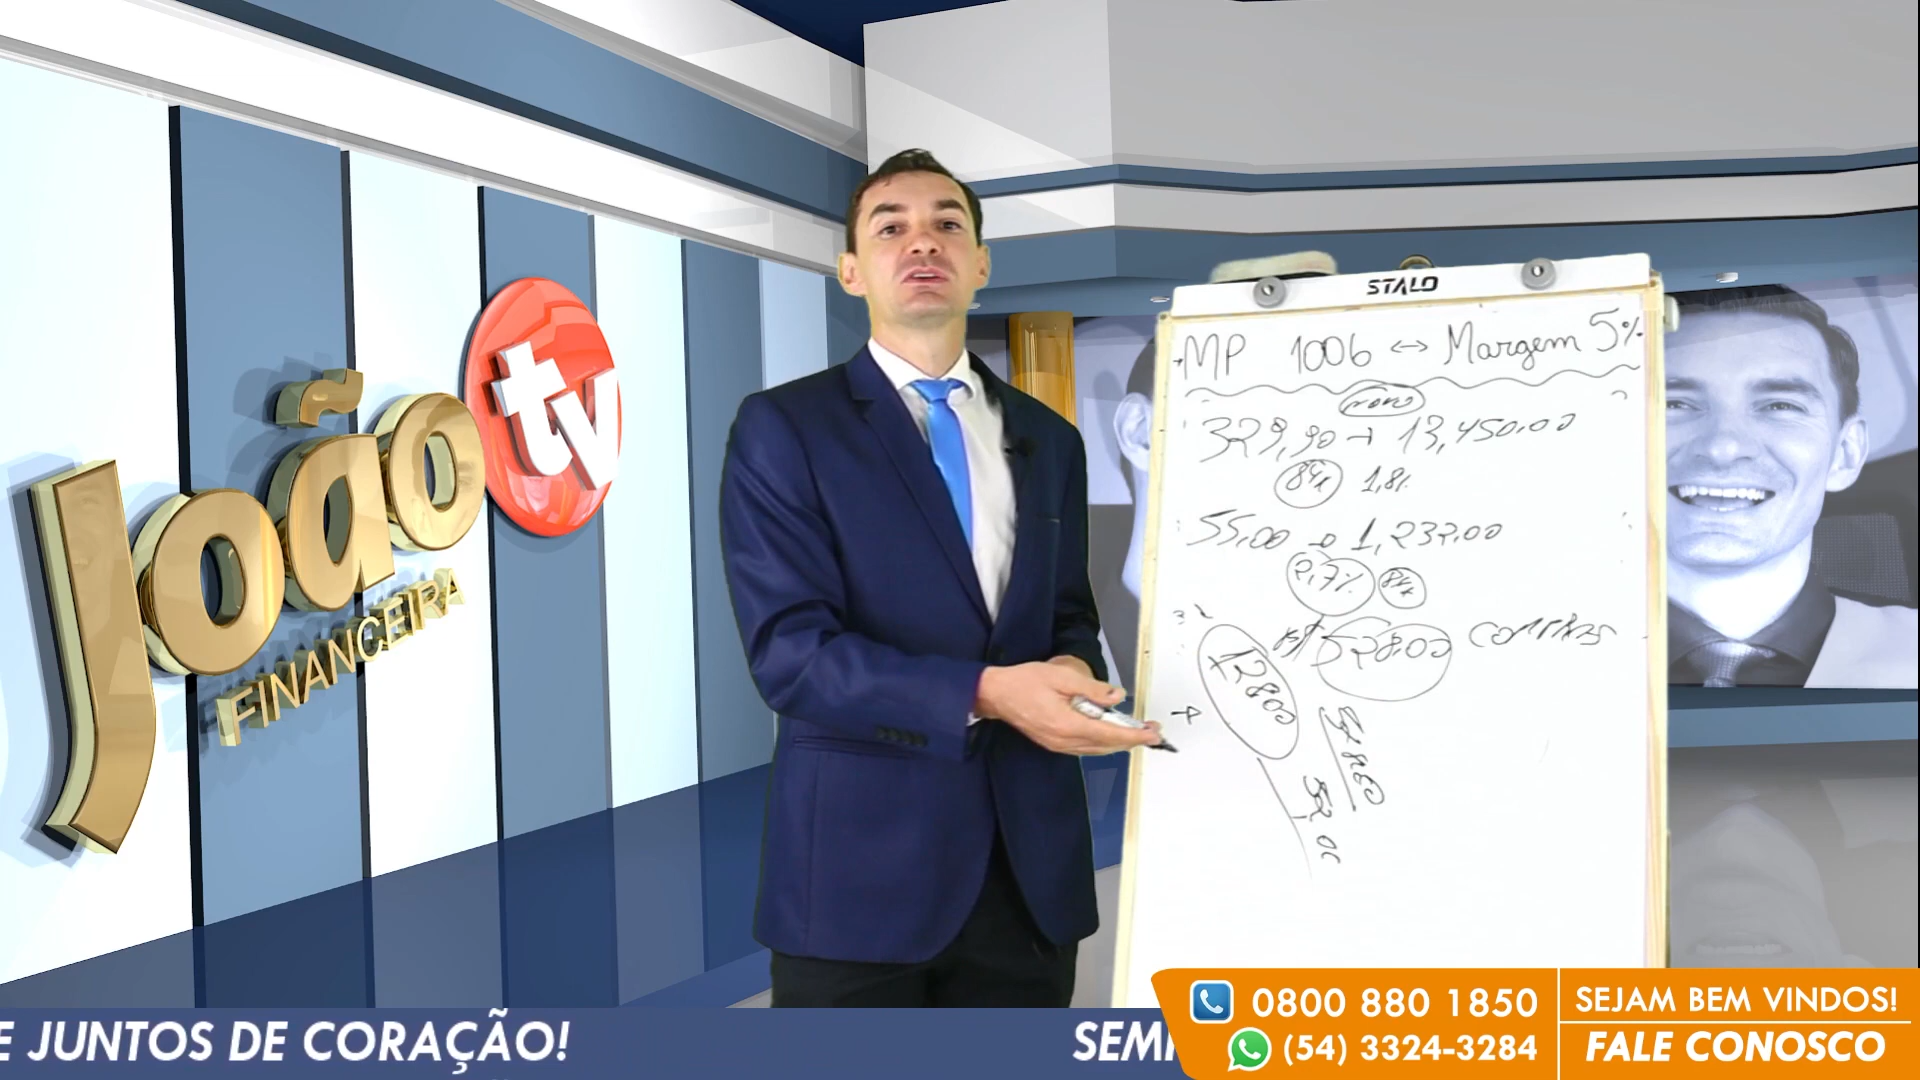 João
tv
FINANCEIRA
STALO
MP 1006 ↔ Margem 5%
novo
329,90 → 13,450,00
84x 1,8%
55,00 → 1,232,00
2,7% 84x
528,00 COMPRAS
12800
E JUNTOS DE CORAÇÃO!
SEM
0800 880 1850
(54) 3324-3284
SEJAM BEM VINDOS!
FALE CONOSCO